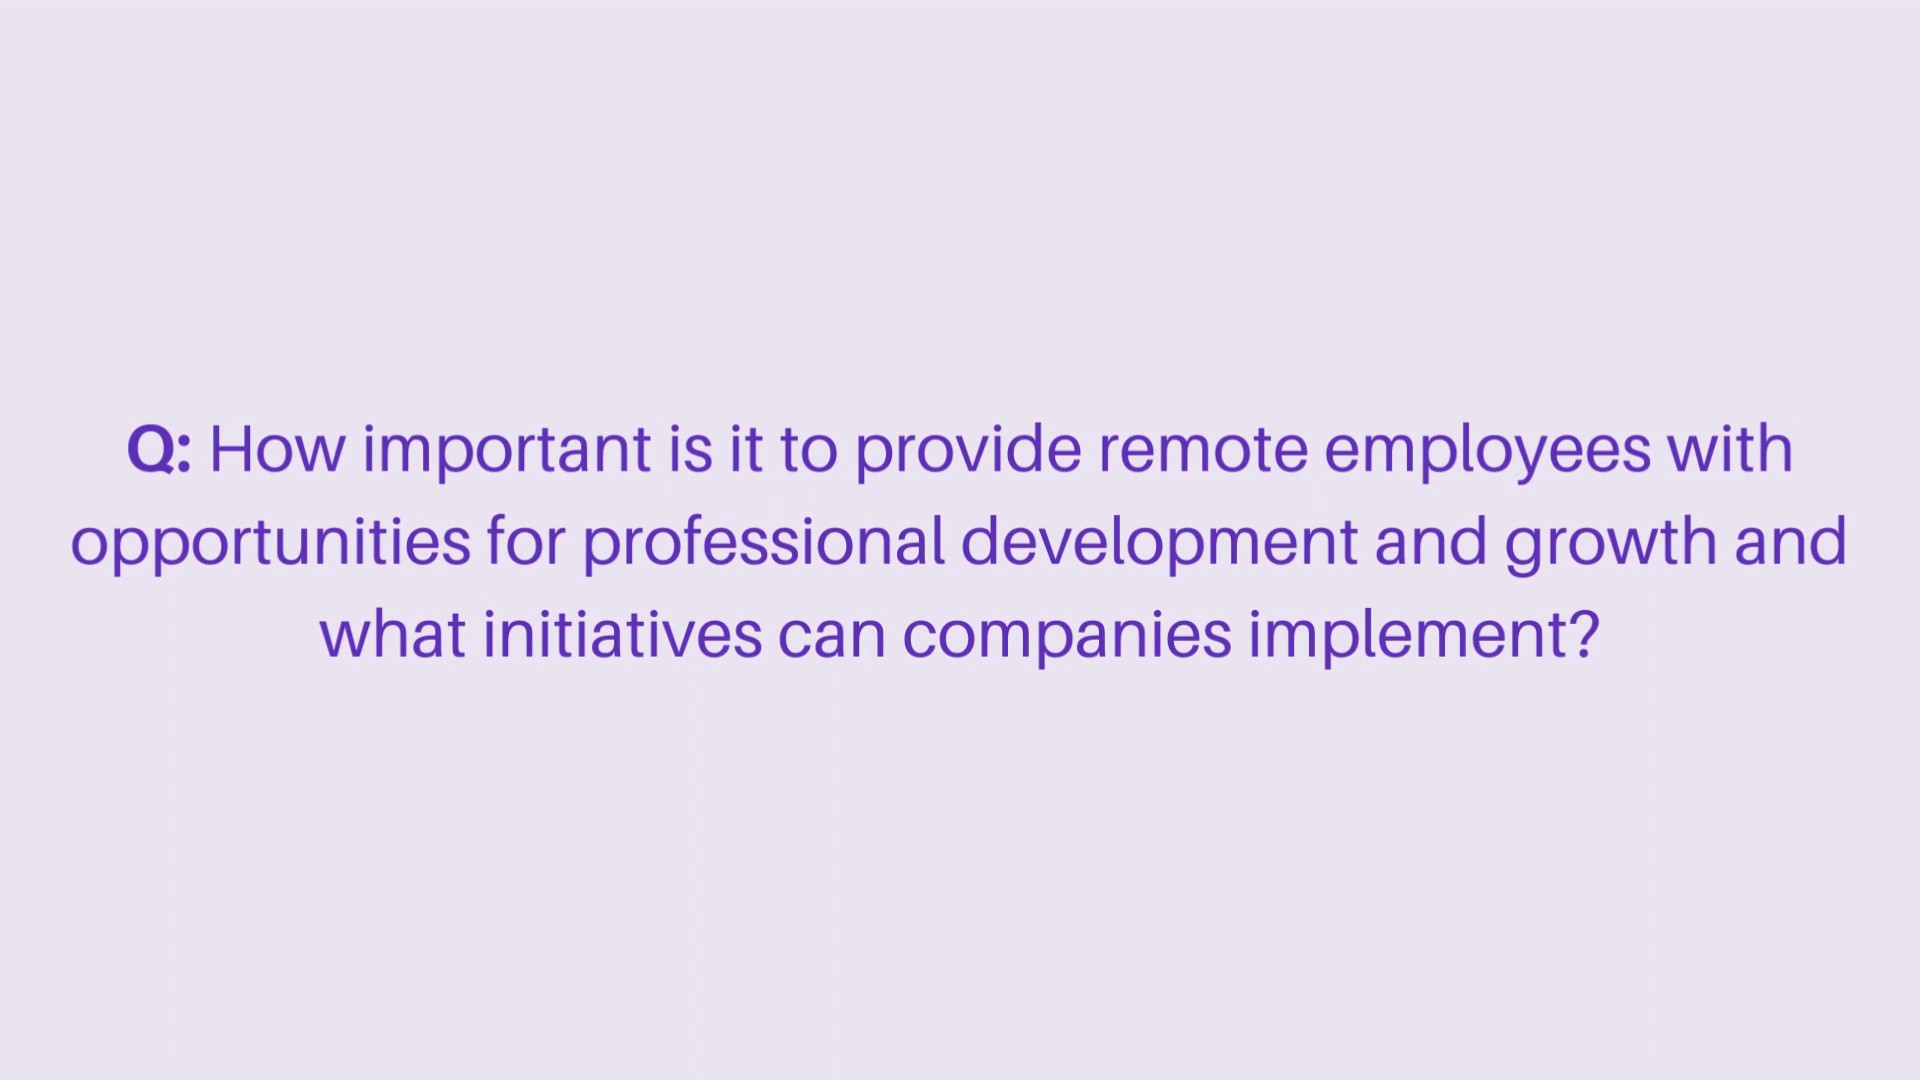 Q: How important is it to provide remote employees with
opportunities for professional development and growth and
what initiatives can companies implement?